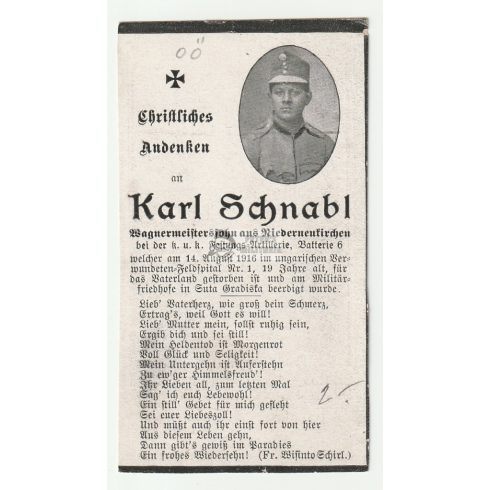 OÖ
Christliches
Andenken
an
Karl Schnabl
Wagnermeisterssohn aus Niederneukirchen
bei der k. u. k. Festungs-Artillerie, Batterie 6
welcher am 14. August 1916 im ungarischen Ver-
wundeten-Feldspital Nr. 1, 19 Jahre alt, für
das Vaterland gestorben ist und am Militär-
friedhofe in Suta Gradiska beerdigt wurde.
Lieb' Vaterherz, wie groß dein Schmerz,
Ertrag's, weil Gott es will!
Lieb' Mutter mein, sollst ruhig sein,
Ergib dich und sei still!
Mein Heldentod ist Morgenrot
Voll Glück und Seligkeit!
Mein Untergehn ist Aufersteh'n
Zu ew'ger Himmelsfreud'!
Ihr Lieben all, zum letzten Mal
Sag' ich euch Lebewohl!
Ein still' Gebet für mich gefleht
Sei euer Liebeszoll!
Und müßt auch ihr einst fort von hier
Aus diesem Leben gehn,
Dann gibt's gewiß im Paradies
Ein frohes Wiedersehn! (Fr. Wisinto Schirl.)